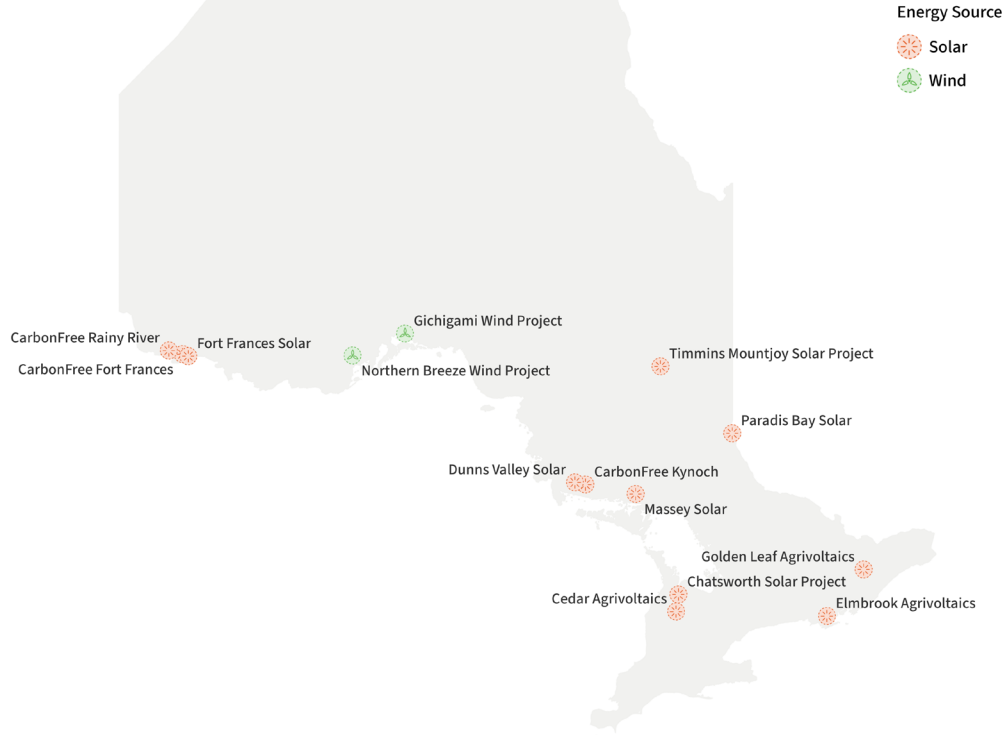 Energy Source
Solar
Wind
Gichigami Wind Project
CarbonFree Rainy River
Fort Frances Solar
CarbonFree Fort Frances
Northern Breeze Wind Project
Timmins Mountjoy Solar Project
Paradis Bay Solar
Dunns Valley Solar
CarbonFree Kynoch
Massey Solar
Golden Leaf Agrivoltaics
Chatsworth Solar Project
Cedar Agrivoltaics
Elmbrook Agrivoltaics